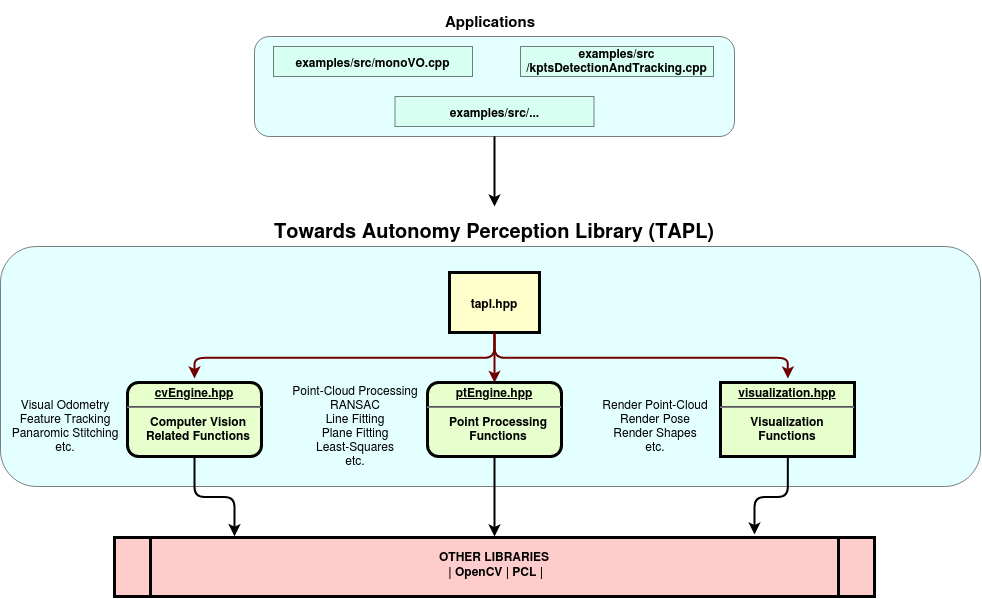 Applications
examples/src/monoVO.cpp
examples/src
/kptsDetectionAndTracking.cpp
examples/src/...
Towards Autonomy Perception Library (TAPL)
tapl.hpp
Visual Odometry
Feature Tracking
Panaromic Stitching
etc.
cvEngine.hpp
Computer Vision
Related Functions
Point-Cloud Processing
RANSAC
Line Fitting
Plane Fitting
Least-Squares
etc.
ptEngine.hpp
Point Processing
Functions
Render Point-Cloud
Render Pose
Render Shapes
etc.
visualization.hpp
Visualization
Functions
OTHER LIBRARIES
| OpenCV | PCL |